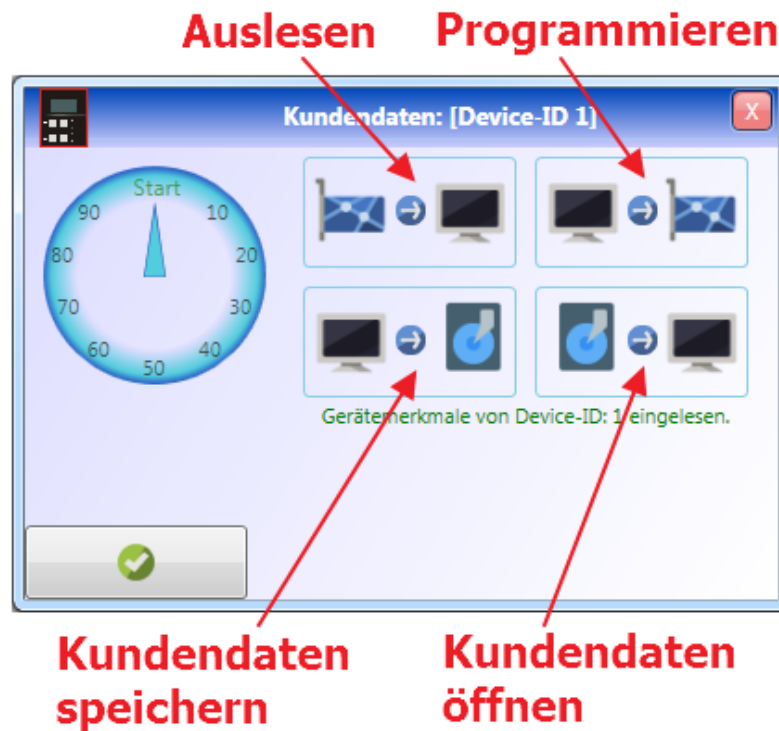 Auslesen
Programmieren
Kundendaten: [Device-ID 1]
X
Start
90
10
80
20
70
30
60
40
50
Gerätemerkmale von Device-ID: 1 eingelesen.
Kundendaten
speichern
Kundendaten
öffnen